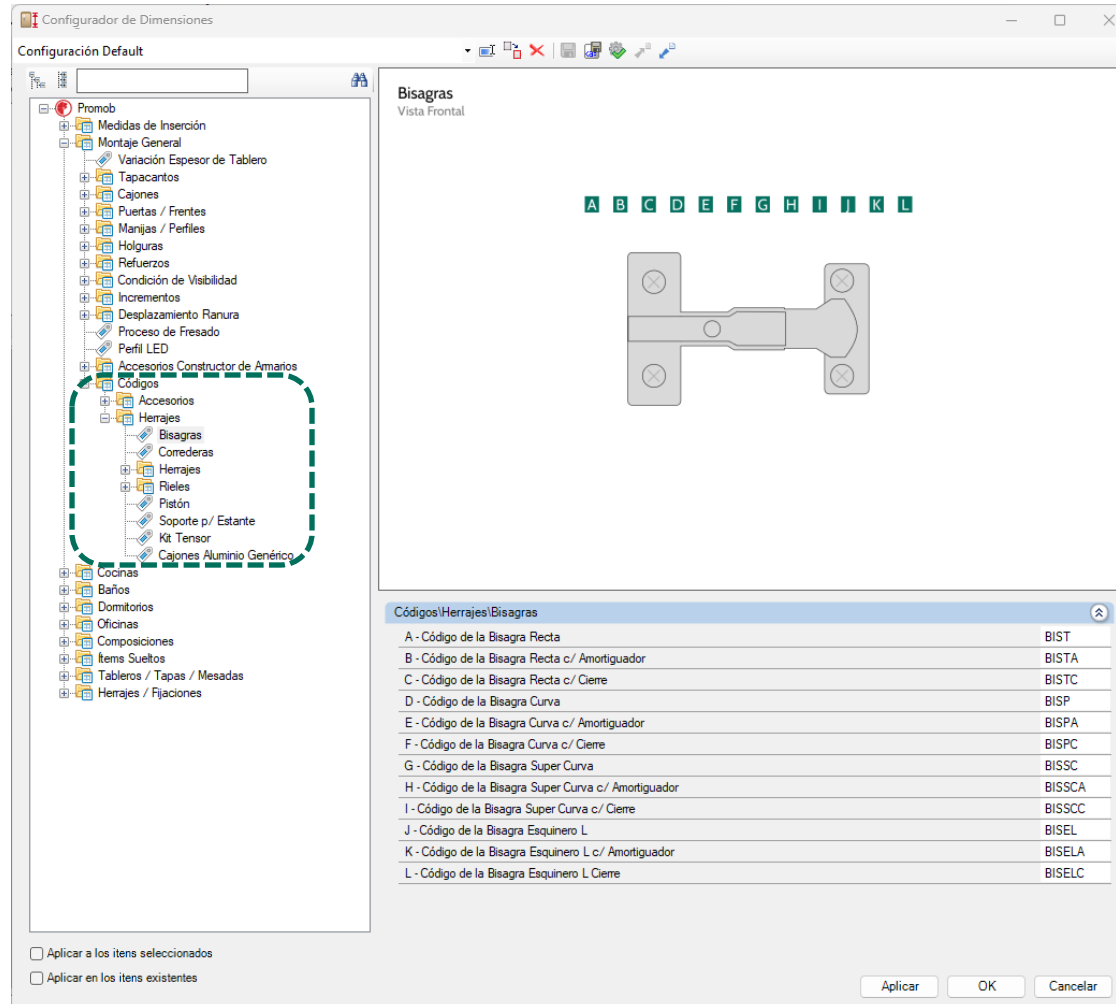 Configurador de Dimensiones
Configuración Default
Promob
Medidas de Inserción
Montaje General
Variación Espesor de Tablero
Tapacantos
Cajones
Puertas / Frentes
Manijas / Perfiles
Holguras
Refuerzos
Condición de Visibilidad
Incrementos
Desplazamiento Ranura
Proceso de Fresado
Perfil LED
Accesorios Constructor de Armarios
Códigos
Accesorios
Herrajes
Bisagras
Correderas
Herrajes
Rieles
Pistón
Soporte p/ Estante
Kit Tensor
Cajones Aluminio Genérico
Cocinas
Baños
Dormitorios
Oficinas
Composiciones
Ítems Sueltos
Tableros / Tapas / Mesadas
Herrajes / Fijaciones
Aplicar a los itens seleccionados
Aplicar en los itens existentes
Bisagras
Vista Frontal
A B C D E F G H I J K L
Códigos\Herrajes\Bisagras
A - Código de la Bisagra Recta BIST
B - Código de la Bisagra Recta c/ Amortiguador BISTA
C - Código de la Bisagra Recta c/ Cierre BISTC
D - Código de la Bisagra Curva BISP
E - Código de la Bisagra Curva c/ Amortiguador BISPA
F - Código de la Bisagra Curva c/ Cierre BISPC
G - Código de la Bisagra Super Curva BISSC
H - Código de la Bisagra Super Curva c/ Amortiguador BISSCA
I - Código de la Bisagra Super Curva c/ Cierre BISSCC
J - Código de la Bisagra Esquinero L BISEL
K - Código de la Bisagra Esquinero L c/ Amortiguador BISELA
L - Código de la Bisagra Esquinero L Cierre BISELC
Aplicar OK Cancelar